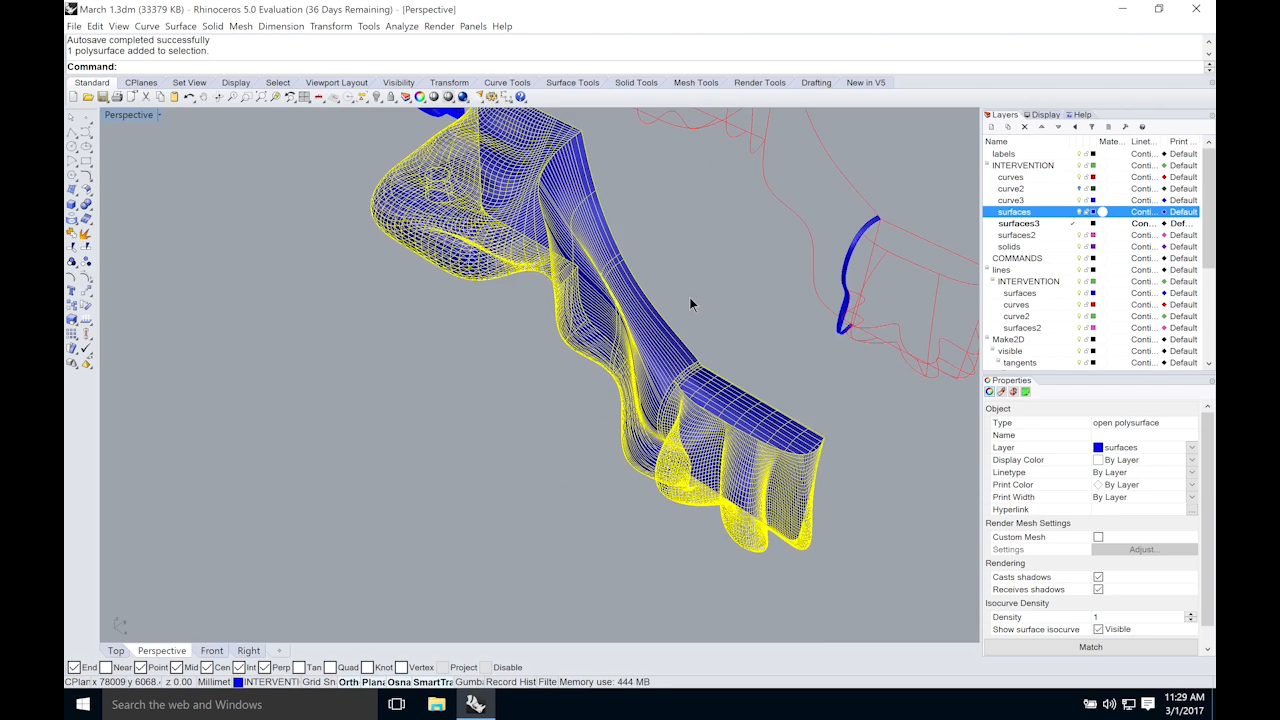 March 1.3dm (33379 KB) - Rhinoceros 5.0 Evaluation (36 Days Remaining) - [Perspective]
File Edit View Curve Surface Solid Mesh Dimension Transform Tools Analyze Render Panels Help
Autosave completed successfully
1 polysurface added to selection.
Command:
Standard CPlanes Set View Display Select Viewport Layout Visibility Transform Curve Tools Surface Tools Solid Tools Mesh Tools Render Tools Drafting New in V5
Perspective
Layers Display Help
Name Mate... Linet... Print ...
labels Conti... Default
INTERVENTION Conti... Default
curves Conti... Default
curve2 Conti... Default
curve3 Conti... Default
surfaces Conti... Default
surfaces3 Con... Def...
surfaces2 Conti... Default
solids Conti... Default
COMMANDS Conti... Default
lines Conti... Default
INTERVENTION Conti... Default
surfaces Conti... Default
curves Conti... Default
curve2 Conti... Default
surfaces2 Conti... Default
Make2D Conti... Default
visible Conti... Default
tangents Conti... Default
Properties
Object
Type open polysurface
Name
Layer surfaces
Display Color By Layer
Linetype By Layer
Print Color By Layer
Print Width By Layer
Hyperlink ...
Render Mesh Settings
Custom Mesh
Settings Adjust...
Rendering
Casts shadows
Receives shadows
Isocurve Density
Density 1
Show surface isocurve Visible
Match
Top Perspective Front Right
End Near Point Mid Cen Int Perp Tan Quad Knot Vertex Project Disable
CPlan x 78009 y 6068. z 0.00 Millimet INTERVENTI Grid Sn Orth Plana Osna SmartTra Gumba Record Hist Filte Memory use: 444 MB
Search the web and Windows
11:29 AM
3/1/2017